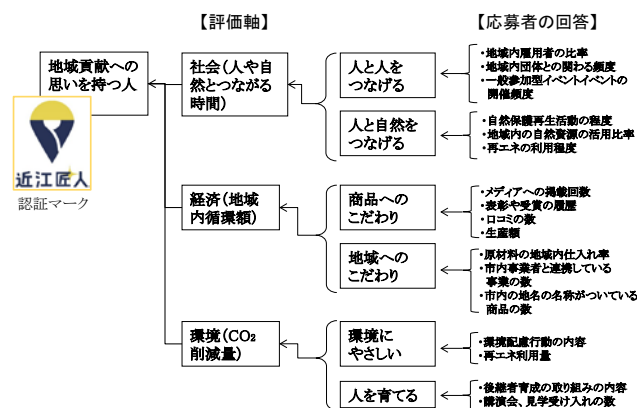 【評価軸】
【応募者の回答】
地域貢献への
思いを持つ人
近江匠人
認証マーク
社会（人や自
然とつながる
時間）
人と人を
つなげる
・地域内雇用者の比率
・地域内団体との関わる頻度
・一般参加型イベントイベントの
開催頻度
人と自然を
つなげる
・自然保護再生活動の程度
・地域内の自然資源の活用比率
・再エネの利用程度
経済（地域
内循環額）
商品への
こだわり
・メディアへの掲載回数
・表彰や受賞の履歴
・口コミの数
・生産額
地域への
こだわり
・原材料の地域内仕入れ率
・市内事業者と連携している
事業の数
・市内の地名の名称がついている
商品の数
環境（CO₂
削減量）
環境に
やさしい
・環境配慮行動の内容
・再エネ利用量
人を育てる
・後継者育成の取り組みの内容
・講演会、見学受け入れの数